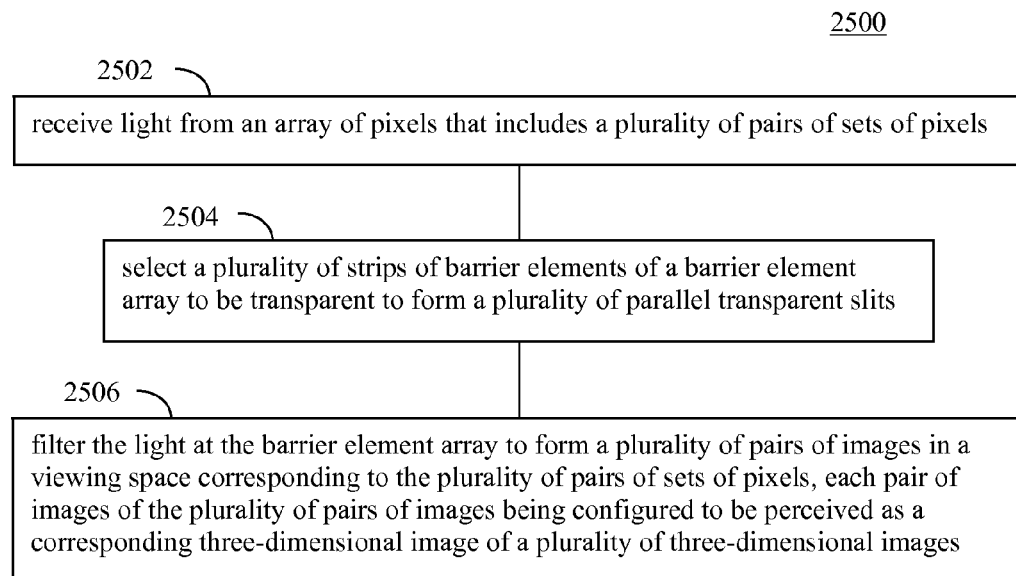 2500
2502
receive light from an array of pixels that includes a plurality of pairs of sets of pixels
2504
select a plurality of strips of barrier elements of a barrier element
array to be transparent to form a plurality of parallel transparent slits
2506
filter the light at the barrier element array to form a plurality of pairs of images in a
viewing space corresponding to the plurality of pairs of sets of pixels, each pair of
images of the plurality of pairs of images being configured to be perceived as a
corresponding three-dimensional image of a plurality of three-dimensional images